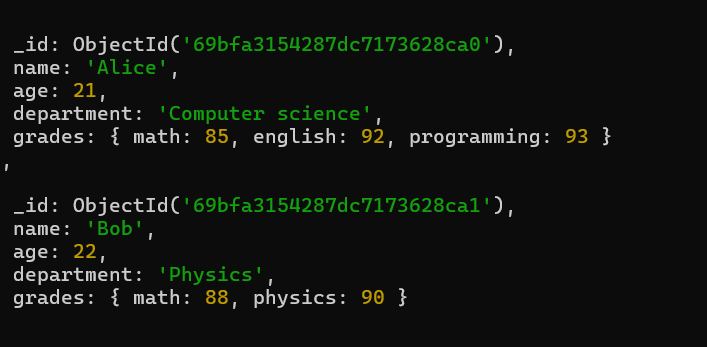 _id: ObjectId('69bfa3154287dc7173628ca0'),
name: 'Alice',
age: 21,
department: 'Computer science',
grades: { math: 85, english: 92, programming: 93 }
,
_id: ObjectId('69bfa3154287dc7173628ca1'),
name: 'Bob',
age: 22,
department: 'Physics',
grades: { math: 88, physics: 90 }